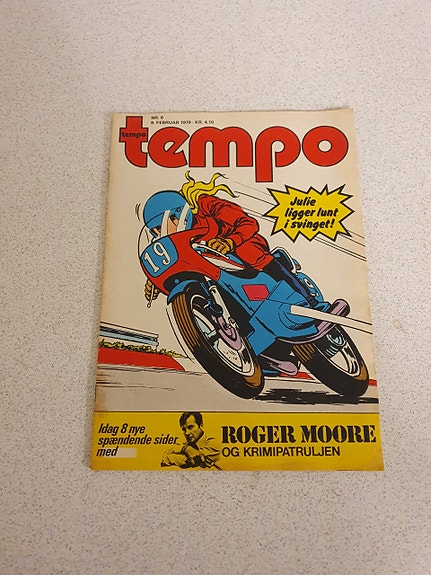 NR. 6
6. FEBRUAR 1979 - KR. 4,10
tempo
tempo
Julie
ligger lunt
i svinget!
19
Idag 8 nye
spændende sider
med
ROGER MOORE
OG KRIMIPATRULJEN